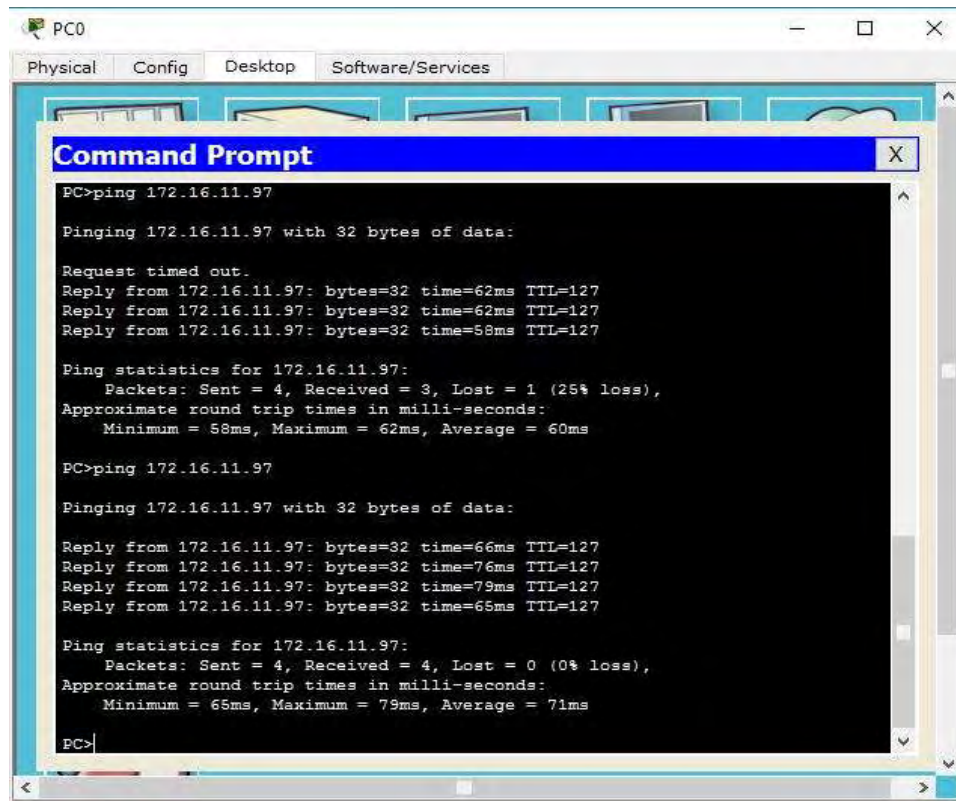 PC0
Physical Config Desktop Software/Services
Command Prompt
X
PC>ping 172.16.11.97
Pinging 172.16.11.97 with 32 bytes of data:
Request timed out.
Reply from 172.16.11.97: bytes=32 time=62ms TTL=127
Reply from 172.16.11.97: bytes=32 time=62ms TTL=127
Reply from 172.16.11.97: bytes=32 time=58ms TTL=127
Ping statistics for 172.16.11.97:
Packets: Sent = 4, Received = 3, Lost = 1 (25% loss),
Approximate round trip times in milli-seconds:
Minimum = 58ms, Maximum = 62ms, Average = 60ms
PC>ping 172.16.11.97
Pinging 172.16.11.97 with 32 bytes of data:
Reply from 172.16.11.97: bytes=32 time=66ms TTL=127
Reply from 172.16.11.97: bytes=32 time=76ms TTL=127
Reply from 172.16.11.97: bytes=32 time=79ms TTL=127
Reply from 172.16.11.97: bytes=32 time=65ms TTL=127
Ping statistics for 172.16.11.97:
Packets: Sent = 4, Received = 4, Lost = 0 (0% loss),
Approximate round trip times in milli-seconds:
Minimum = 65ms, Maximum = 79ms, Average = 71ms
PC>